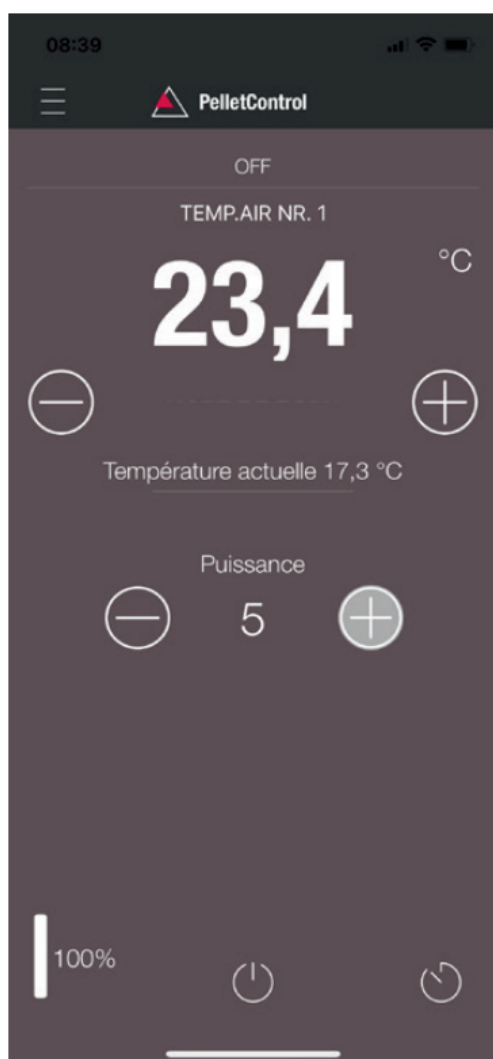 08:39
PelletControl
OFF
TEMP.AIR NR. 1
23,4 °C
Température actuelle 17,3 °C
Puissance
5
100%